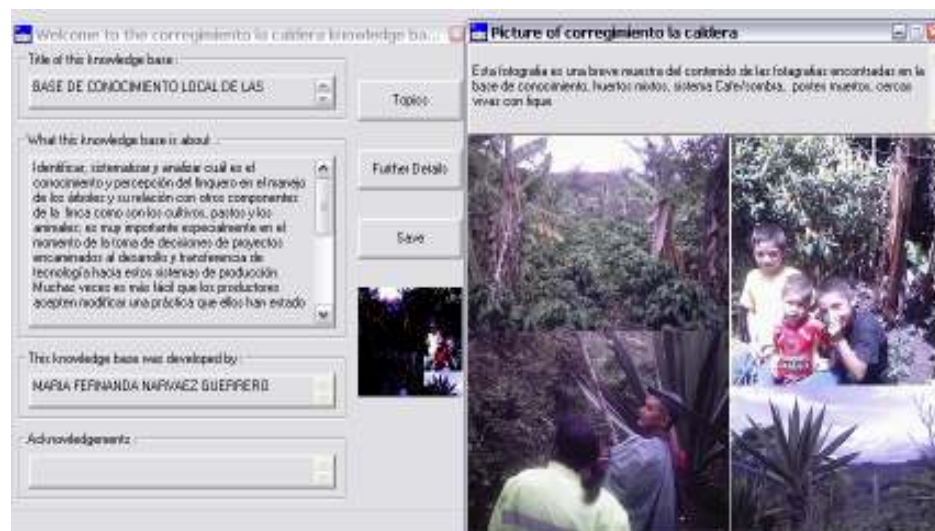 Welcome to the corregimiento la caldera knowledge ba...
Title of this knowledge base :
BASE DE CONOCIMIENTO LOCAL DE LAS
Topics
What this knowledge base is about ...
Identificar, sistematizar y analizar cuál es el
conocimiento y percepción del finquero en el manejo
de los árboles y su relación con otros componentes
de la finca como son los cultivos, pastos y los
animales; es muy importante especialmente en el
momento de la toma de decisiones de proyectos
encaminados al desarrollo y transferencia de
tecnología hacia estos sistemas de producción.
Muchas veces es más fácil que los productores
acepten modificar una práctica que ellos han estado
Further Details
Save
This knowledge base was developed by :
MARIA FERNANDA NARVAEZ GUERRERO
Acknowledgements :
Picture of corregimiento la caldera
Esta fotografia es una breve muestra del contenido de las fotografias encontradas en la
base de conocimiento, huertos mixtos, sistema Cafe/sombra, postes muertos, cercas
vivas con fique